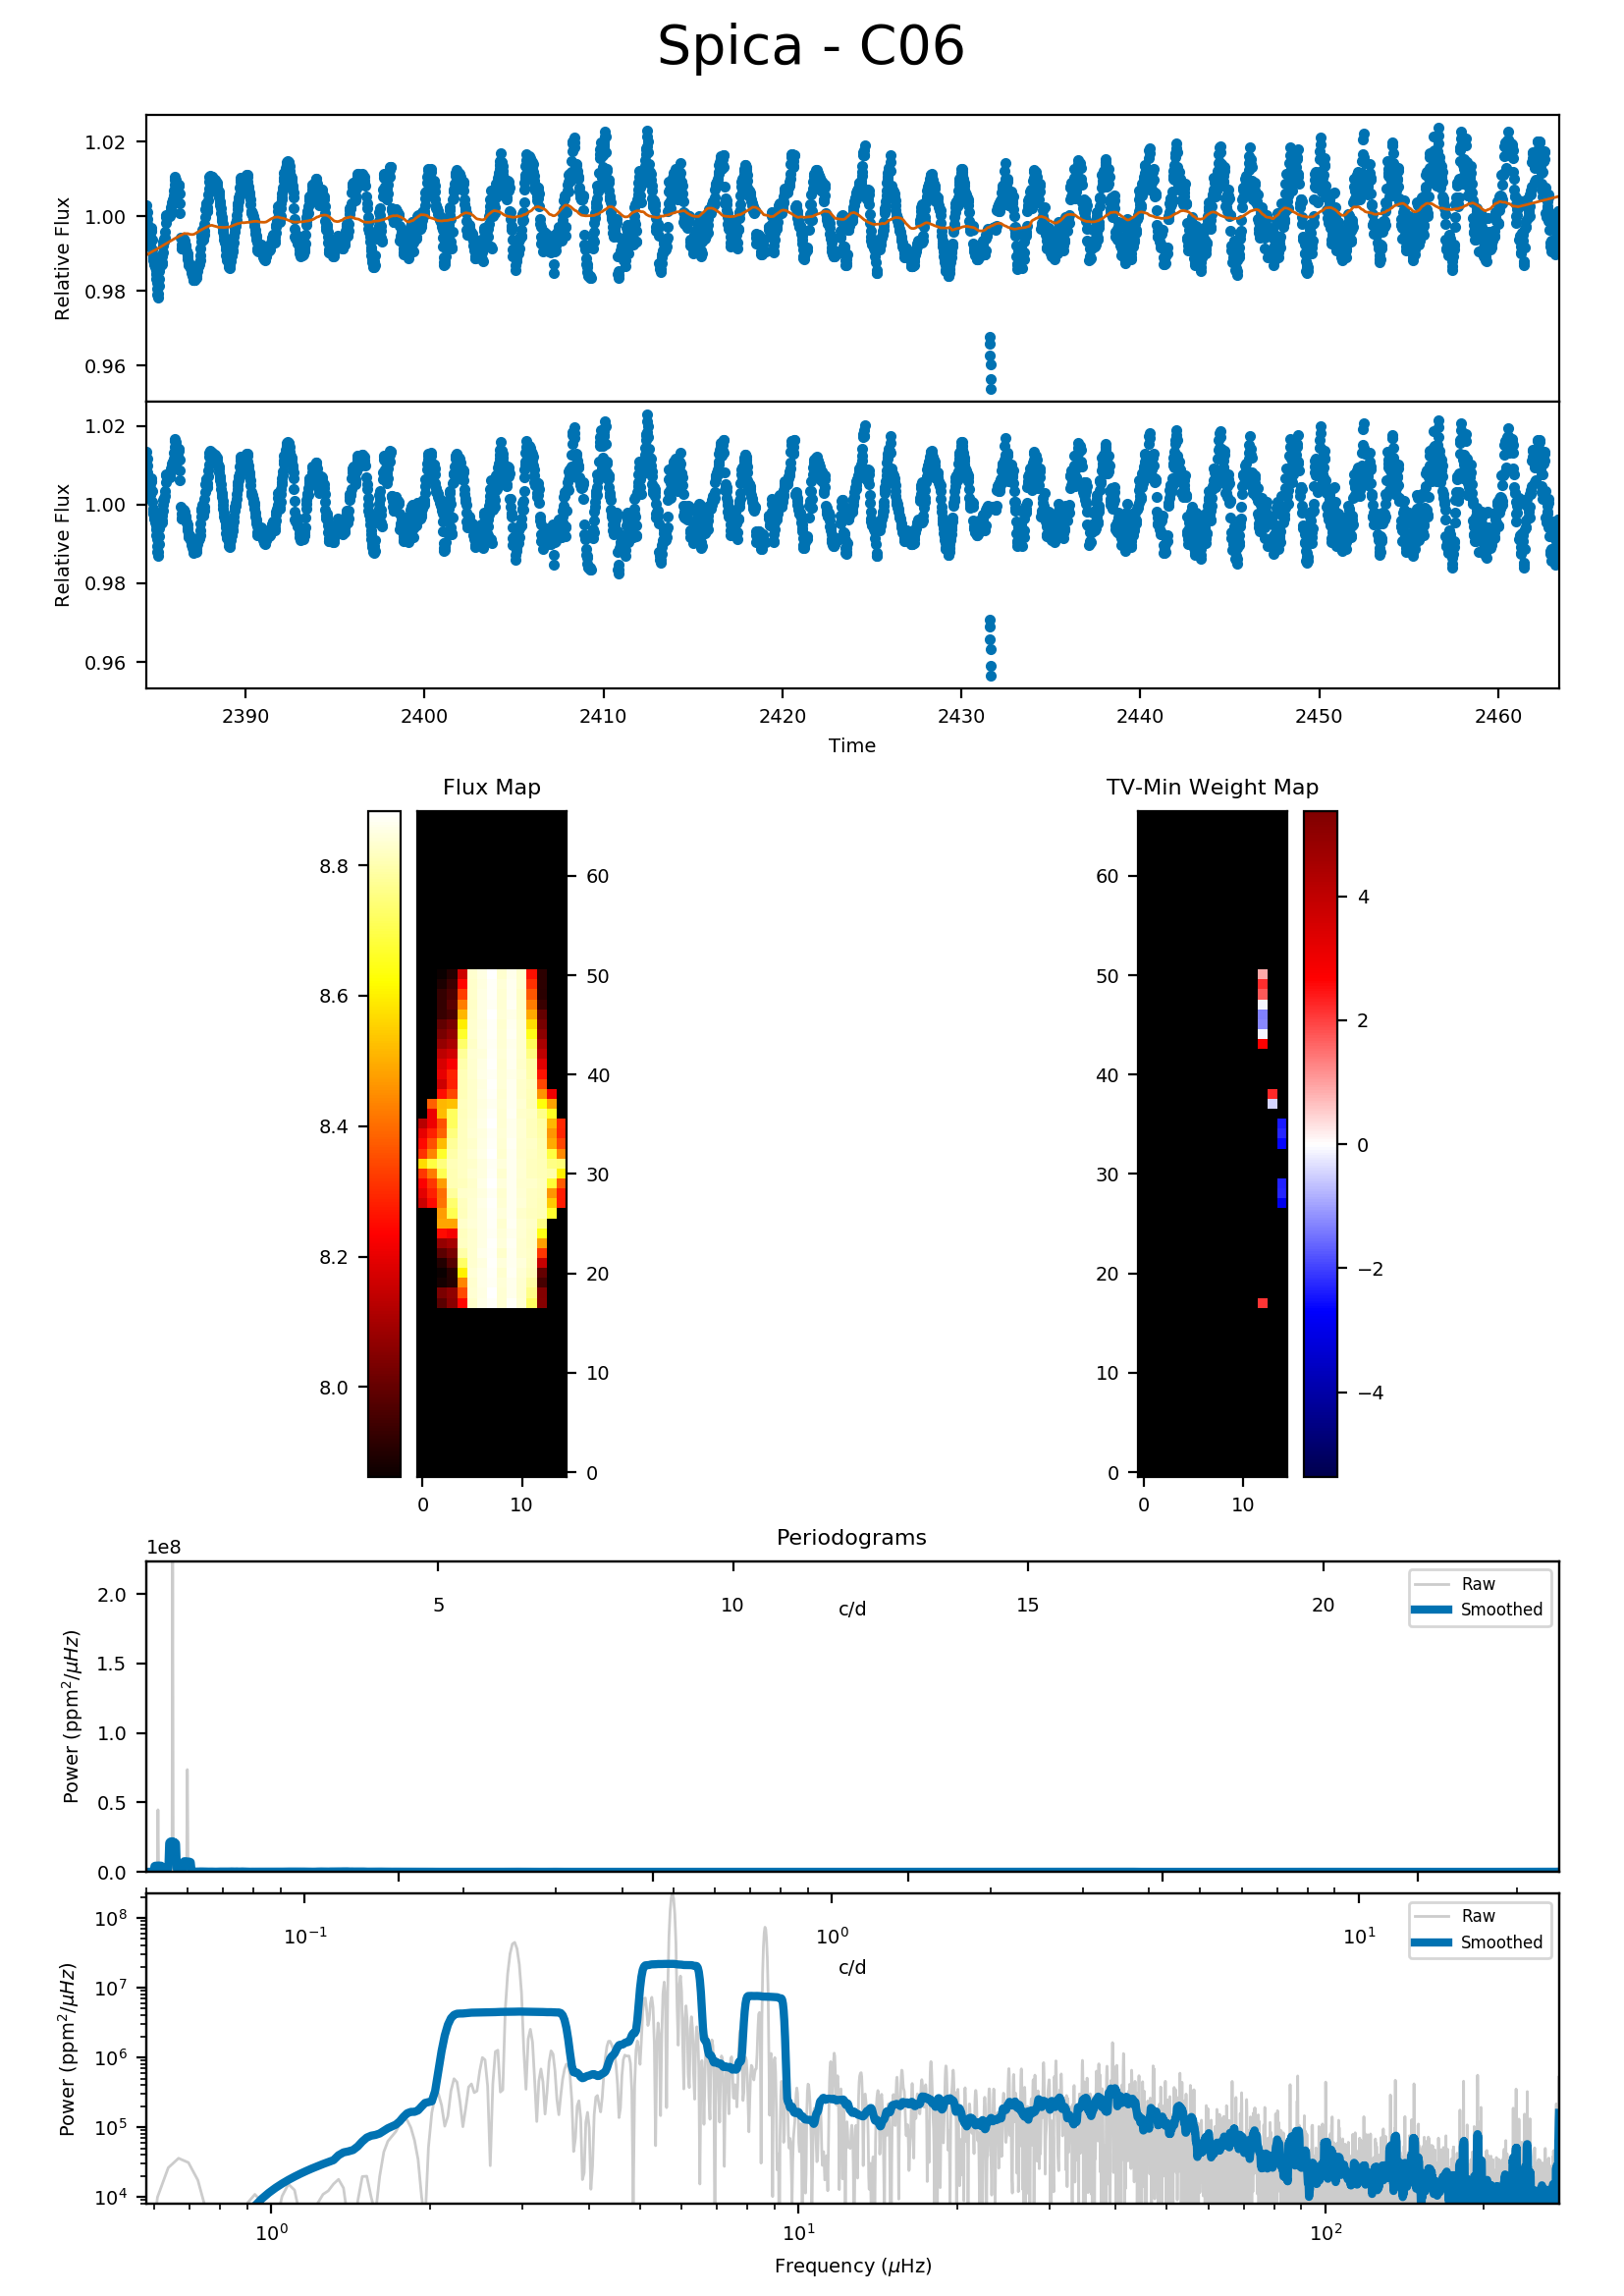 Spica - C06
Relative Flux
1.02
1.00
0.98
0.96
Relative Flux
1.02
1.00
0.98
0.96
2390 2400 2410 2420 2430 2440 2450 2460
Time
Flux Map
8.8
8.6
8.4
8.2
8.0
60
50
40
30
20
10
0
0 10
TV-Min Weight Map
60
50
40
30
20
10
0
0 10
4
2
0
−2
−4
Periodograms
1e8
Power (ppm²/μHz)
2.0
1.5
1.0
0.5
0.0
5 10 15 20
c/d
Raw
Smoothed
Power (ppm²/μHz)
10⁸
10⁷
10⁶
10⁵
10⁴
10⁻¹ 10⁰ 10¹
c/d
Raw
Smoothed
10⁰ 10¹ 10²
Frequency (μHz)